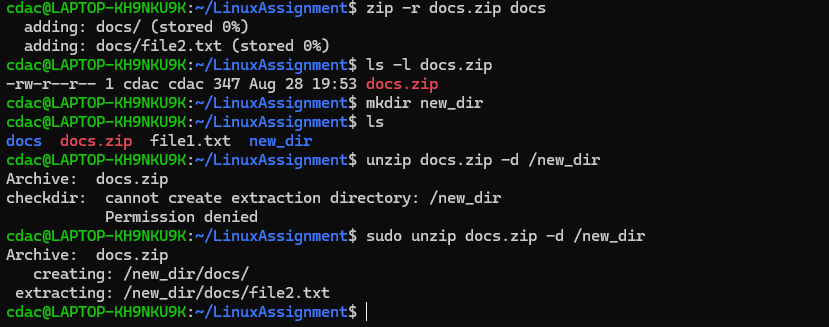 cdac@LAPTOP-KH9NKU9K:~/LinuxAssignment$ zip -r docs.zip docs
  adding: docs/ (stored 0%)
  adding: docs/file2.txt (stored 0%)
cdac@LAPTOP-KH9NKU9K:~/LinuxAssignment$ ls -l docs.zip
-rw-r--r-- 1 cdac cdac 347 Aug 28 19:53 docs.zip
cdac@LAPTOP-KH9NKU9K:~/LinuxAssignment$ mkdir new_dir
cdac@LAPTOP-KH9NKU9K:~/LinuxAssignment$ ls
docs  docs.zip  file1.txt  new_dir
cdac@LAPTOP-KH9NKU9K:~/LinuxAssignment$ unzip docs.zip -d /new_dir
Archive:  docs.zip
checkdir:  cannot create extraction directory: /new_dir
           Permission denied
cdac@LAPTOP-KH9NKU9K:~/LinuxAssignment$ sudo unzip docs.zip -d /new_dir
Archive:  docs.zip
   creating: /new_dir/docs/
 extracting: /new_dir/docs/file2.txt
cdac@LAPTOP-KH9NKU9K:~/LinuxAssignment$